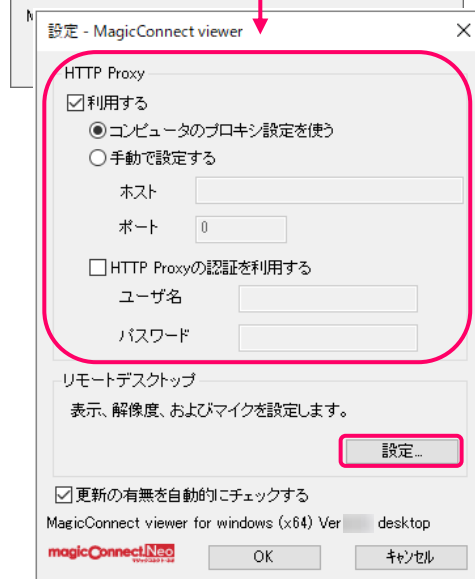 M
設定 - MagicConnect viewer
HTTP Proxy
利用する
コンピュータのプロキシ設定を使う
手動で設定する
ホスト
ポート 0
HTTP Proxyの認証を利用する
ユーザ名
パスワード
リモートデスクトップ
表示、解像度、およびマイクを設定します。
設定...
更新の有無を自動的にチェックする
MagicConnect viewer for windows (x64) Ver desktop
magicConnect.Neo OK キャンセル